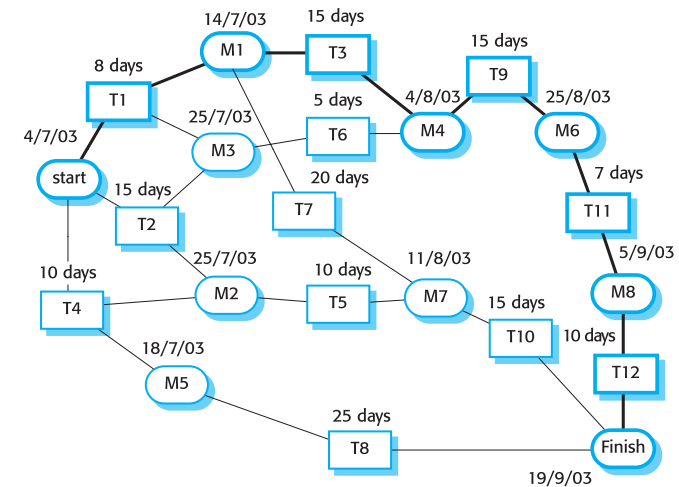 14/7/03
15 days
M1
T3
15 days
8 days
T9
T1
4/7/03
25/7/03
5 days
4/8/03
25/8/03
M3
T6
M4
M6
start
15 days
20 days
7 days
T2
T7
T11
25/7/03
11/8/03
5/9/03
10 days
10 days
M2
T5
M7
M8
T4
15 days
T10
10 days
18/7/03
M5
T12
25 days
T8
Finish
19/9/03